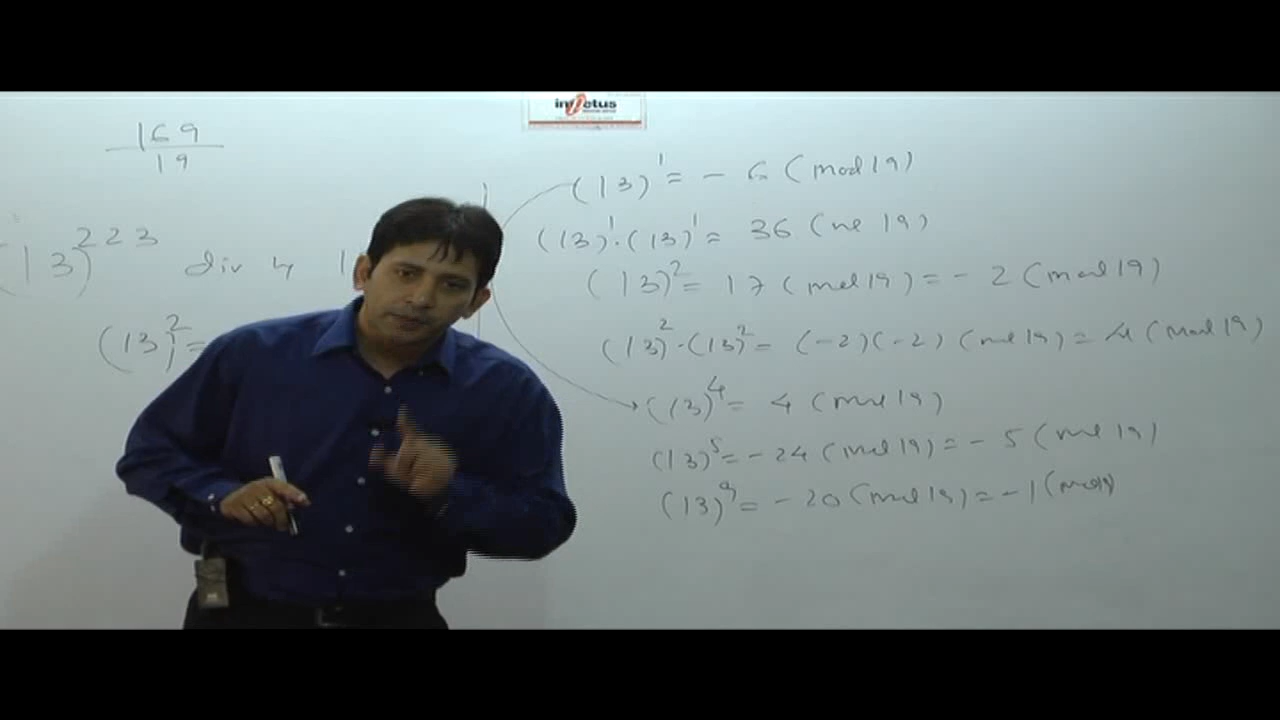 169
19
(13)^223 div by 1
(13)^2 =
1
invictus
(13)^1 = - 6 (mod 19)
(13)^1 . (13)^1 = 36 (m 19)
(13)^2 = 17 (mod 19) = - 2 (mod 19)
(13)^2 . (13)^2 = (-2)(-2) (mod 19) = 4 (mod 19)
(13)^4 = 4 (mod 19)
(13)^5 = - 24 (mod 19) = - 5 (mod 19)
(13)^9 = - 20 (mod 19) = - 1 (mod 19)